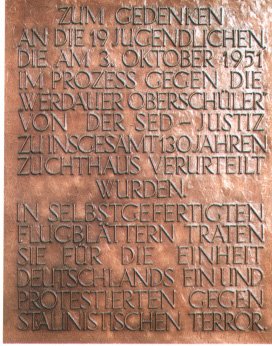 ZUM GEDENKEN
AN DIE 19 JUGENDLICHEN,
DIE AM 3. OKTOBER 1951
IM PROZESS GEGEN DIE
WERDAUER OBERSCHÜLER
VON DER SED-JUSTIZ
ZU INSGESAMT 130 JAHREN
ZUCHTHAUS VERURTEILT
WURDEN.
IN SELBSTGEFERTIGTEN
FLUGBLÄTTERN TRATEN
SIE FÜR DIE EINHEIT
DEUTSCHLANDS EIN UND
PROTESTIERTEN GEGEN
STALINISTISCHEN TERROR.